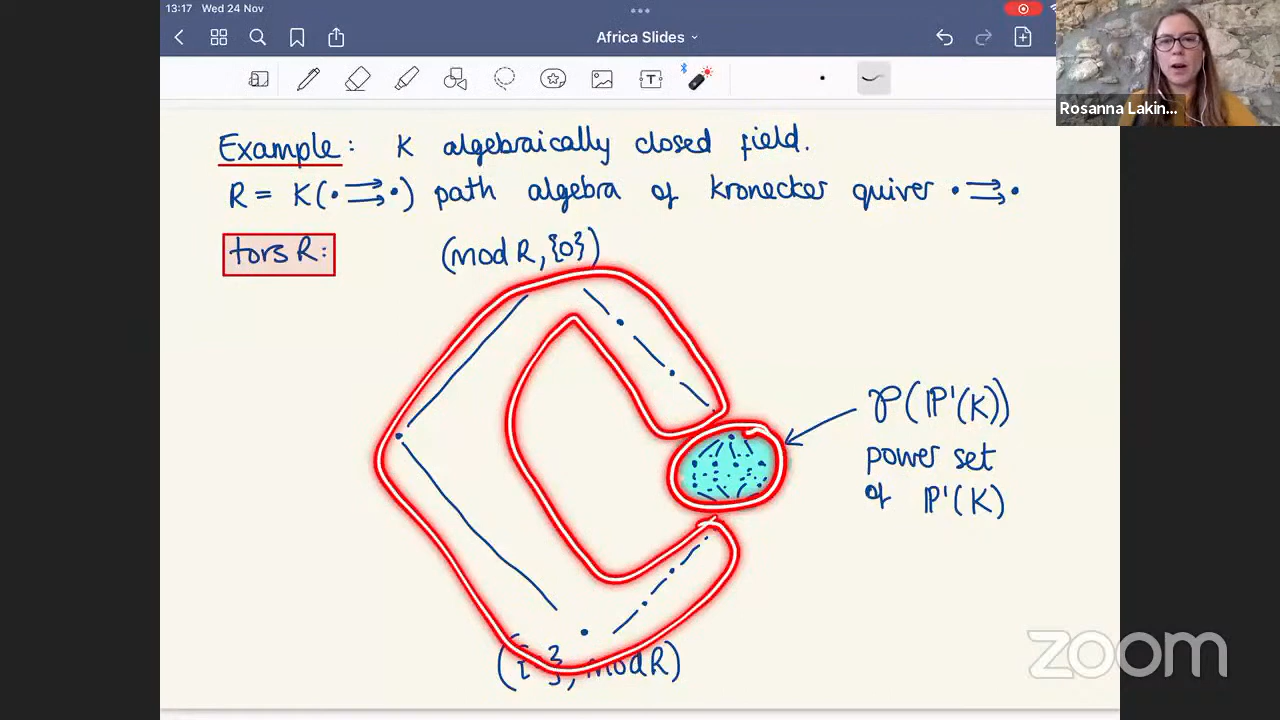 13:17 Wed 24 Nov
Africa Slides
Rosanna Lakin...
Example: K algebraically closed field.
R = K(·⇉·) path algebra of Kronecker quiver ·⇉·
tors R:
(mod R, {0})
𝒫(ℙ¹(K))
power set
of ℙ¹(K)
mod R)
zoom